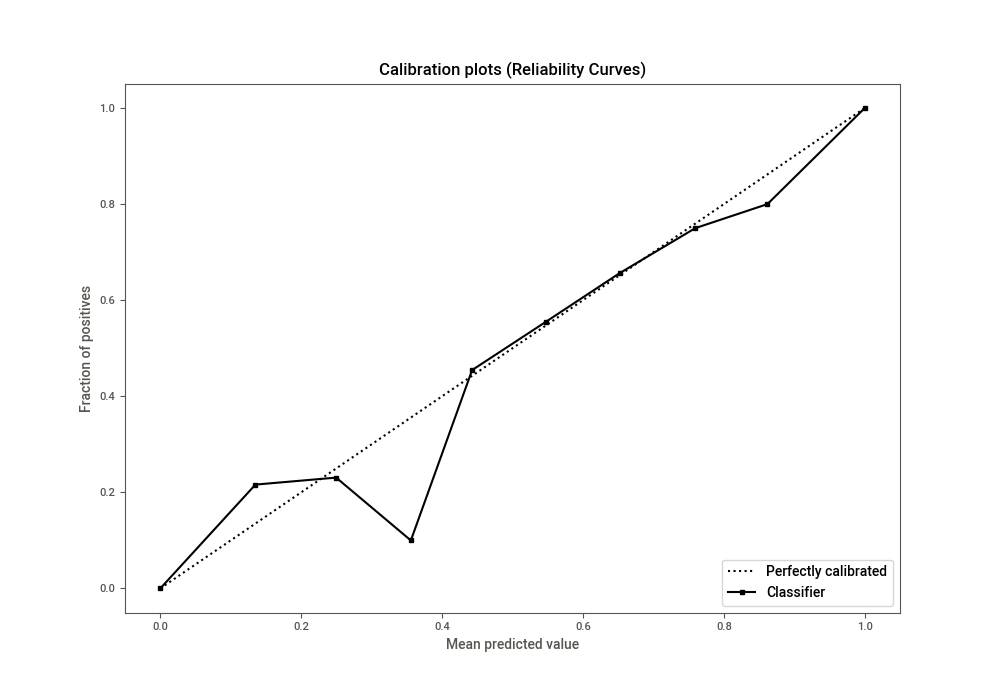 Calibration plots (Reliability Curves)
1.0
0.8
0.6
0.4
0.2
0.0
Fraction of positives
0.0 0.2 0.4 0.6 0.8 1.0
Mean predicted value
Perfectly calibrated
Classifier